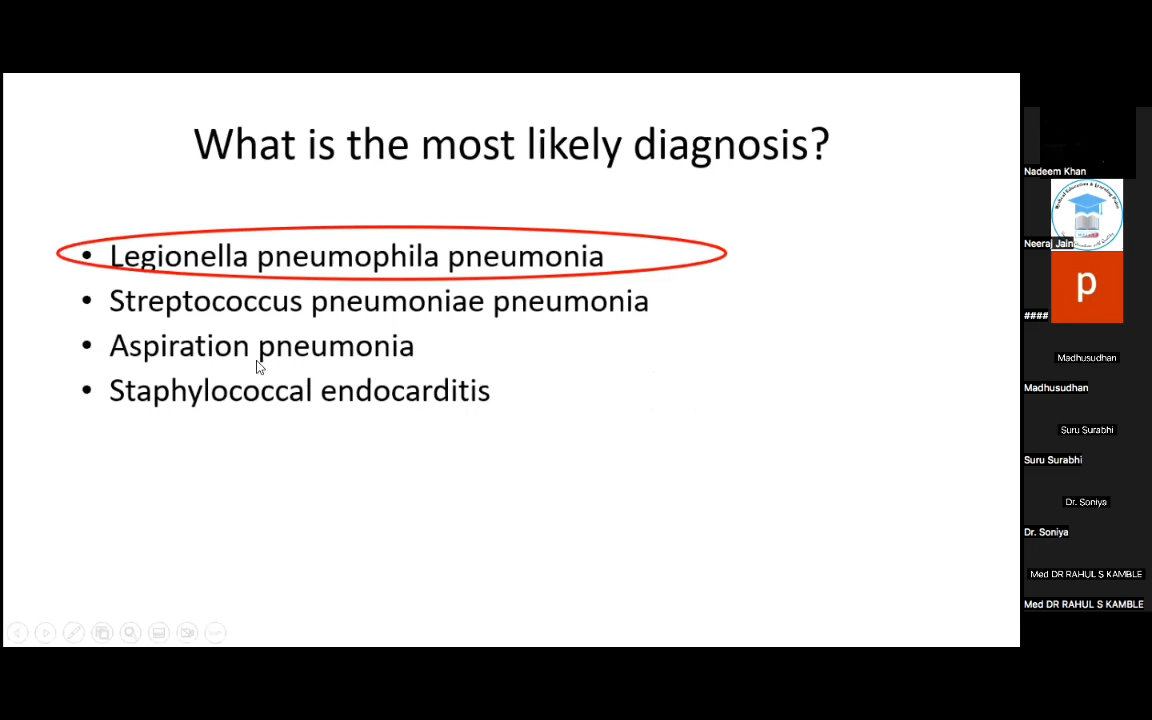 What is the most likely diagnosis?
• Legionella pneumophila pneumonia
• Streptococcus pneumoniae pneumonia
• Aspiration pneumonia
• Staphylococcal endocarditis
Nadeem Khan
Neeraj Jain
p
####
Madhusudhan
Madhusudhan
Suru Surabhi
Suru Surabhi
Dr. Soniya
Dr. Soniya
Med DR RAHUL S KAMBLE
Med DR RAHUL S KAMBLE